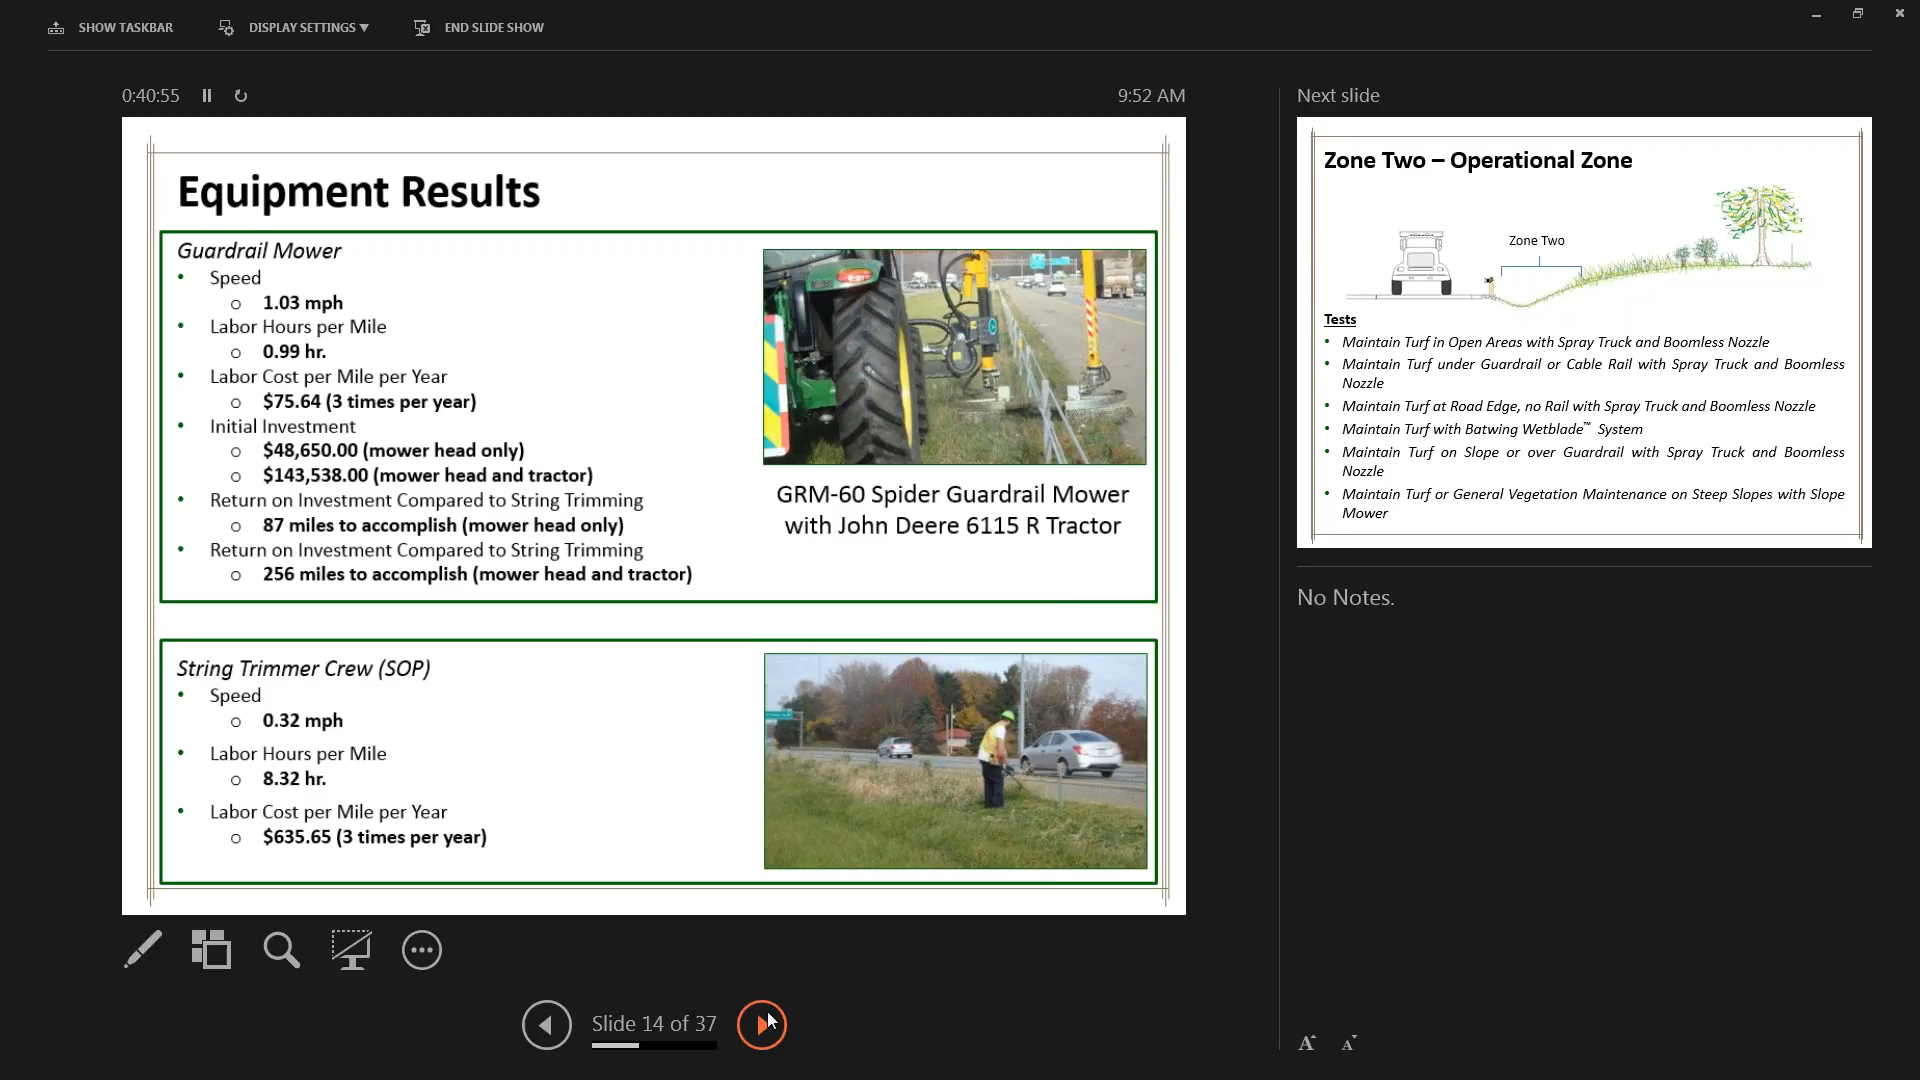 SHOW TASKBAR
DISPLAY SETTINGS ▼
END SLIDE SHOW
0:40:55
9:52 AM
Equipment Results
Guardrail Mower
• Speed
o 1.03 mph
• Labor Hours per Mile
o 0.99 hr.
• Labor Cost per Mile per Year
o $75.64 (3 times per year)
• Initial Investment
o $48,650.00 (mower head only)
o $143,538.00 (mower head and tractor)
• Return on Investment Compared to String Trimming
o 87 miles to accomplish (mower head only)
• Return on Investment Compared to String Trimming
o 256 miles to accomplish (mower head and tractor)
GRM-60 Spider Guardrail Mower
with John Deere 6115 R Tractor
String Trimmer Crew (SOP)
• Speed
o 0.32 mph
• Labor Hours per Mile
o 8.32 hr.
• Labor Cost per Mile per Year
o $635.65 (3 times per year)
Slide 14 of 37
Next slide
Zone Two – Operational Zone
Zone Two
Tests
• Maintain Turf in Open Areas with Spray Truck and Boomless Nozzle
• Maintain Turf under Guardrail or Cable Rail with Spray Truck and Boomless
Nozzle
• Maintain Turf at Road Edge, no Rail with Spray Truck and Boomless Nozzle
• Maintain Turf with Batwing Wetblade™ System
• Maintain Turf on Slope or over Guardrail with Spray Truck and Boomless
Nozzle
• Maintain Turf or General Vegetation Maintenance on Steep Slopes with Slope
Mower
No Notes.
A A